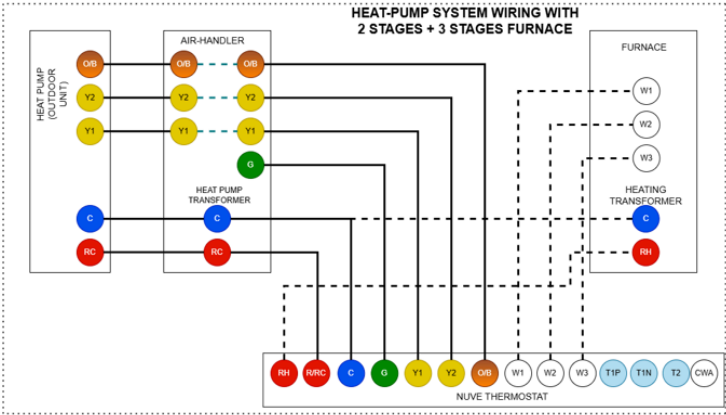 HEAT-PUMP SYSTEM WIRING WITH
2 STAGES + 3 STAGES FURNACE
AIR-HANDLER
FURNACE
HEAT PUMP
(OUTDOOR
UNIT)
O/B O/B O/B
Y2 Y2 Y2
Y1 Y1 Y1
G
W1
W2
W3
HEAT PUMP
TRANSFORMER
HEATING
TRANSFORMER
C C C
RC RC RH
RH R/RC C G Y1 Y2 O/B W1 W2 W3 T1P T1N T2 CWA
NUVE THERMOSTAT